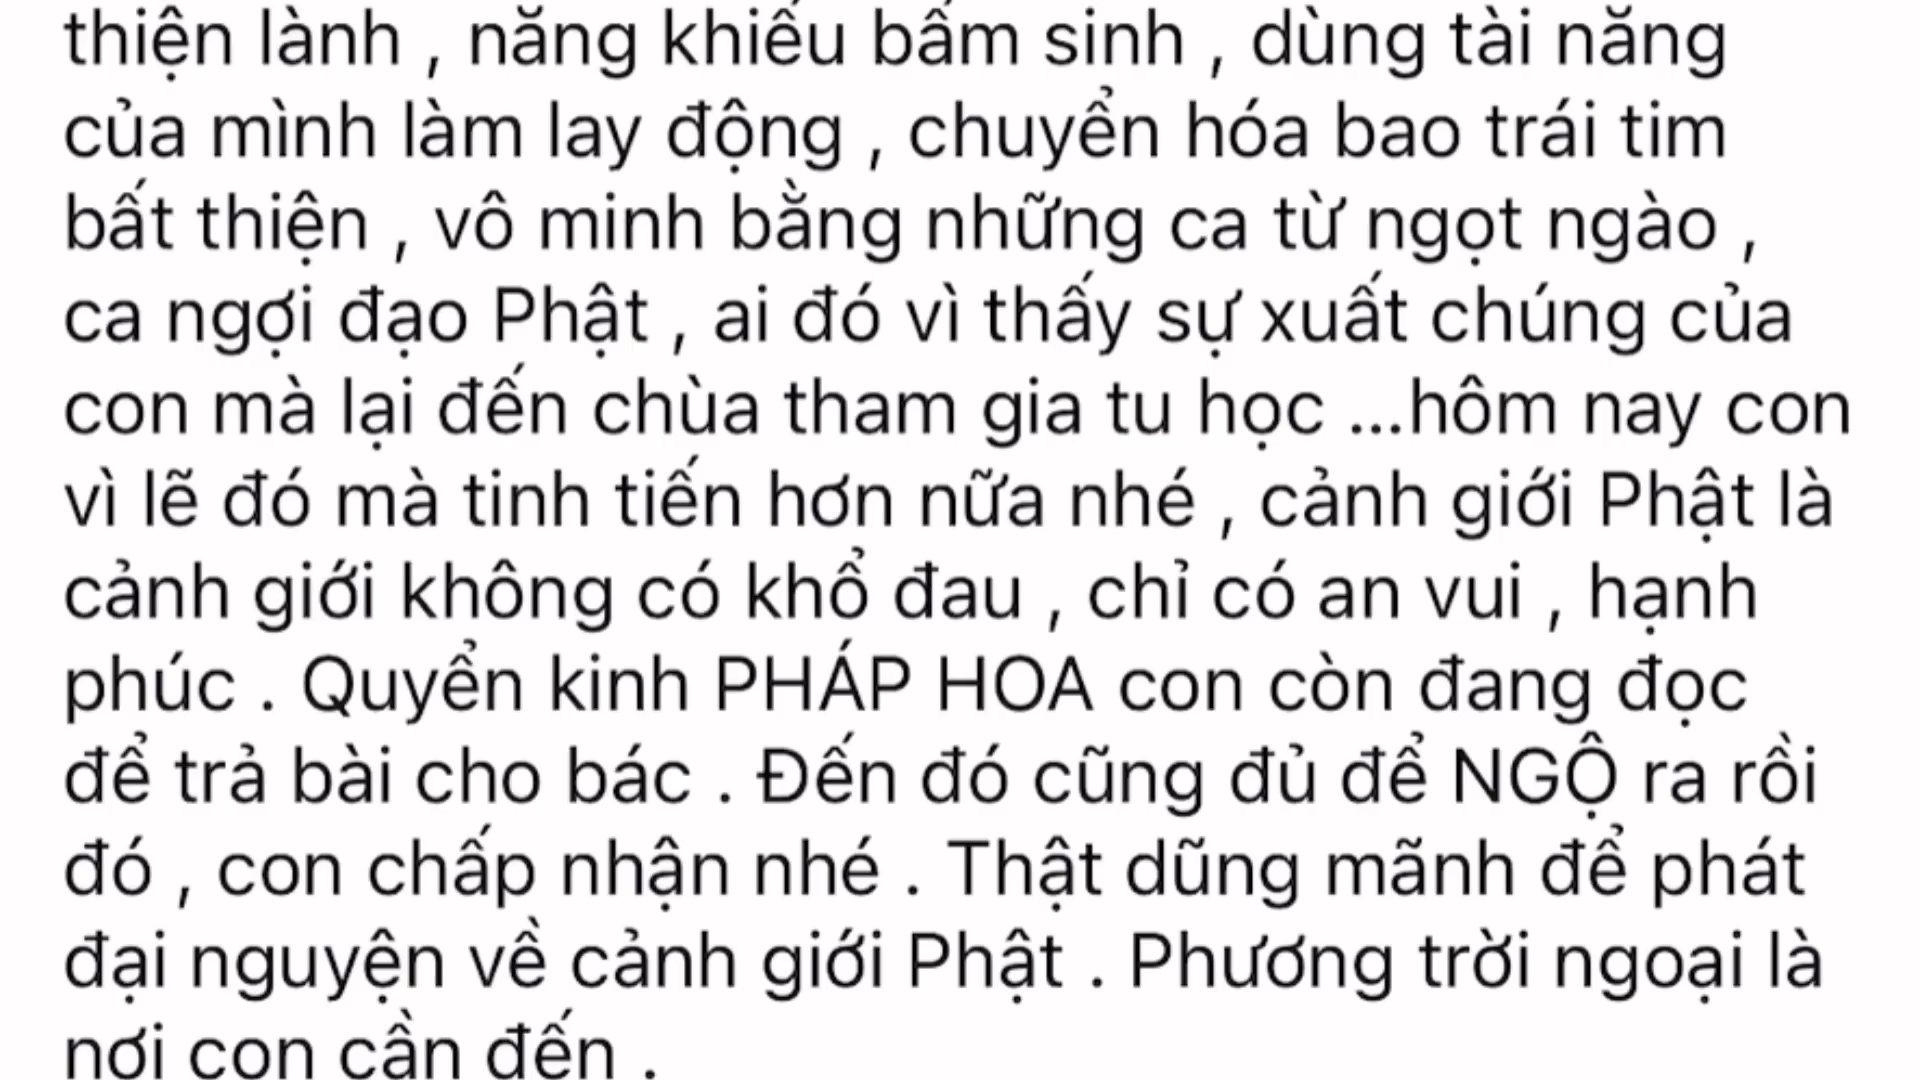 thiện lành , năng khiếu bẩm sinh , dùng tài năng
của mình làm lay động , chuyển hóa bao trái tim
bất thiện , vô minh bằng những ca từ ngọt ngào ,
ca ngợi đạo Phật , ai đó vì thấy sự xuất chúng của
con mà lại đến chùa tham gia tu học ...hôm nay con
vì lẽ đó mà tinh tiến hơn nữa nhé , cảnh giới Phật là
cảnh giới không có khổ đau , chỉ có an vui , hạnh
phúc . Quyển kinh PHÁP HOA con còn đang đọc
để trả bài cho bác . Đến đó cũng đủ để NGỘ ra rồi
đó , con chấp nhận nhé . Thật dũng mãnh để phát
đại nguyện về cảnh giới Phật . Phương trời ngoại là
nơi con cần đến .